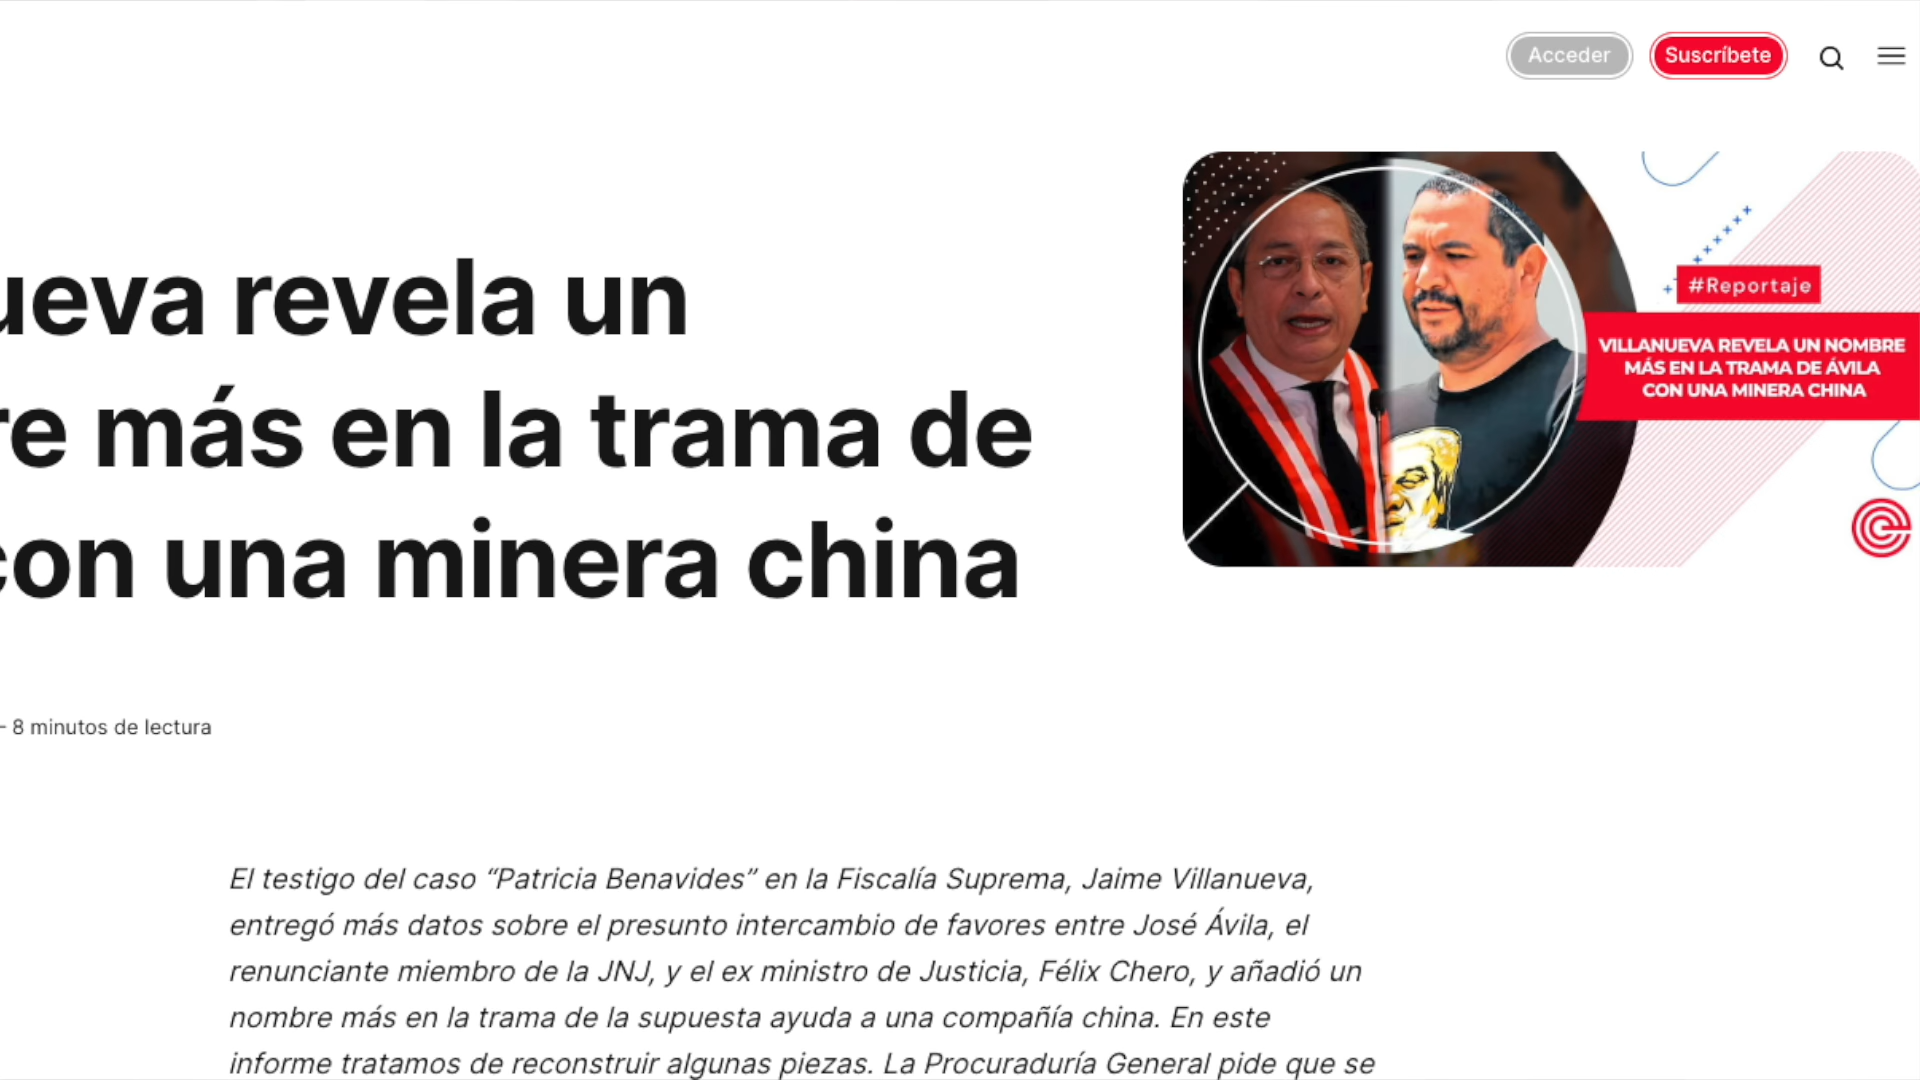 Acceder
Suscríbete
ueva revela un
re más en la trama de
con una minera china
#Reportaje
VILLANUEVA REVELA UN NOMBRE
MÁS EN LA TRAMA DE ÁVILA
CON UNA MINERA CHINA
– 8 minutos de lectura
El testigo del caso “Patricia Benavides” en la Fiscalía Suprema, Jaime Villanueva,
entregó más datos sobre el presunto intercambio de favores entre José Ávila, el
renunciante miembro de la JNJ, y el ex ministro de Justicia, Félix Chero, y añadió un
nombre más en la trama de la supuesta ayuda a una compañía china. En este
informe tratamos de reconstruir algunas piezas. La Procuraduría General pide que se